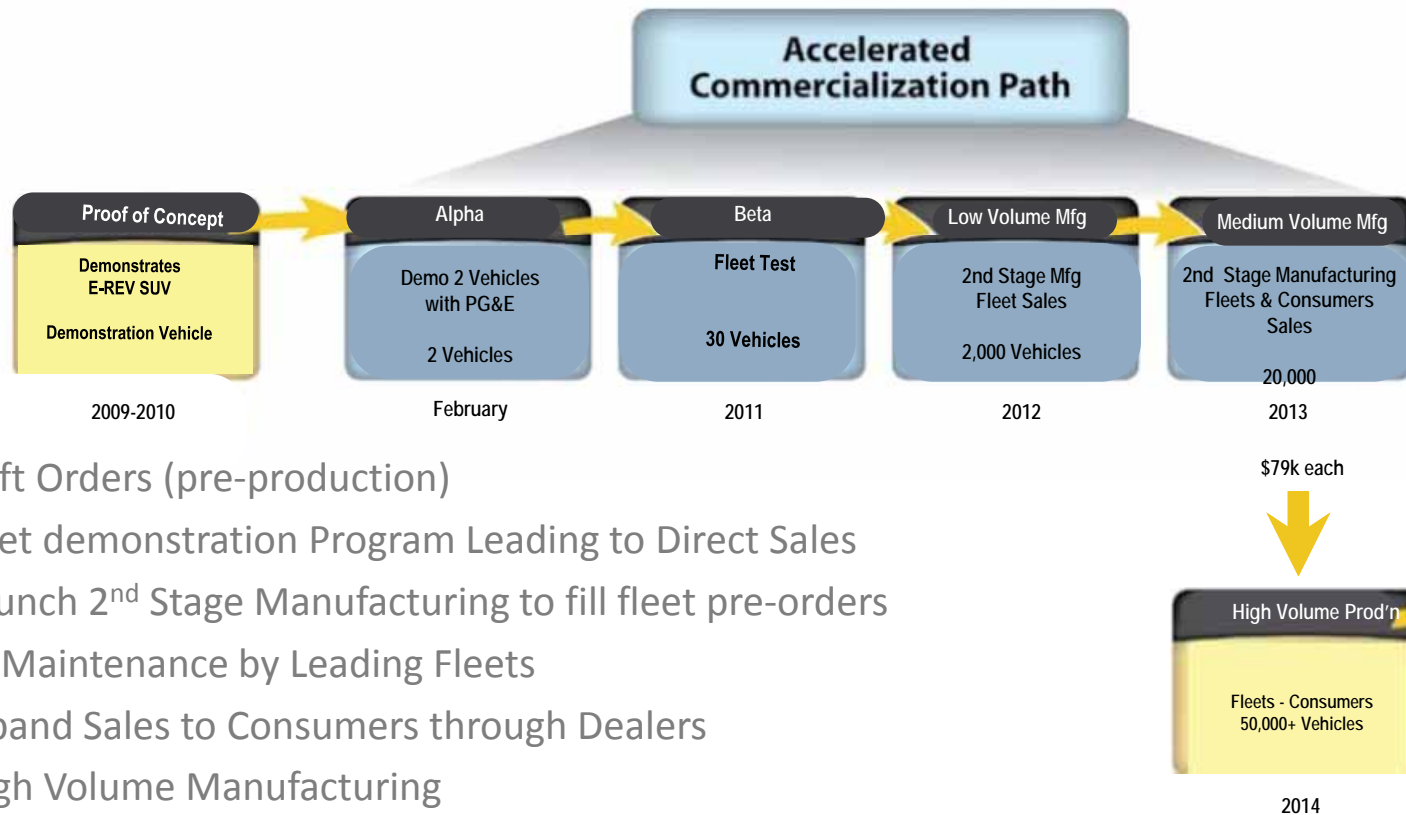 Accelerated
Commercialization Path
Proof of Concept
Demonstrates
E-REV SUV
Demonstration Vehicle
2009-2010
Alpha
Demo 2 Vehicles
with PG&E
2 Vehicles
February
Beta
Fleet Test
30 Vehicles
2011
Low Volume Mfg
2nd Stage Mfg
Fleet Sales
2,000 Vehicles
2012
Medium Volume Mfg
2nd Stage Manufacturing
Fleets & Consumers
Sales
20,000
2013
$79k each
High Volume Prod'n
Fleets - Consumers
50,000+ Vehicles
2014
ft Orders (pre-production)
et demonstration Program Leading to Direct Sales
unch 2nd Stage Manufacturing to fill fleet pre-orders
Maintenance by Leading Fleets
pand Sales to Consumers through Dealers
gh Volume Manufacturing